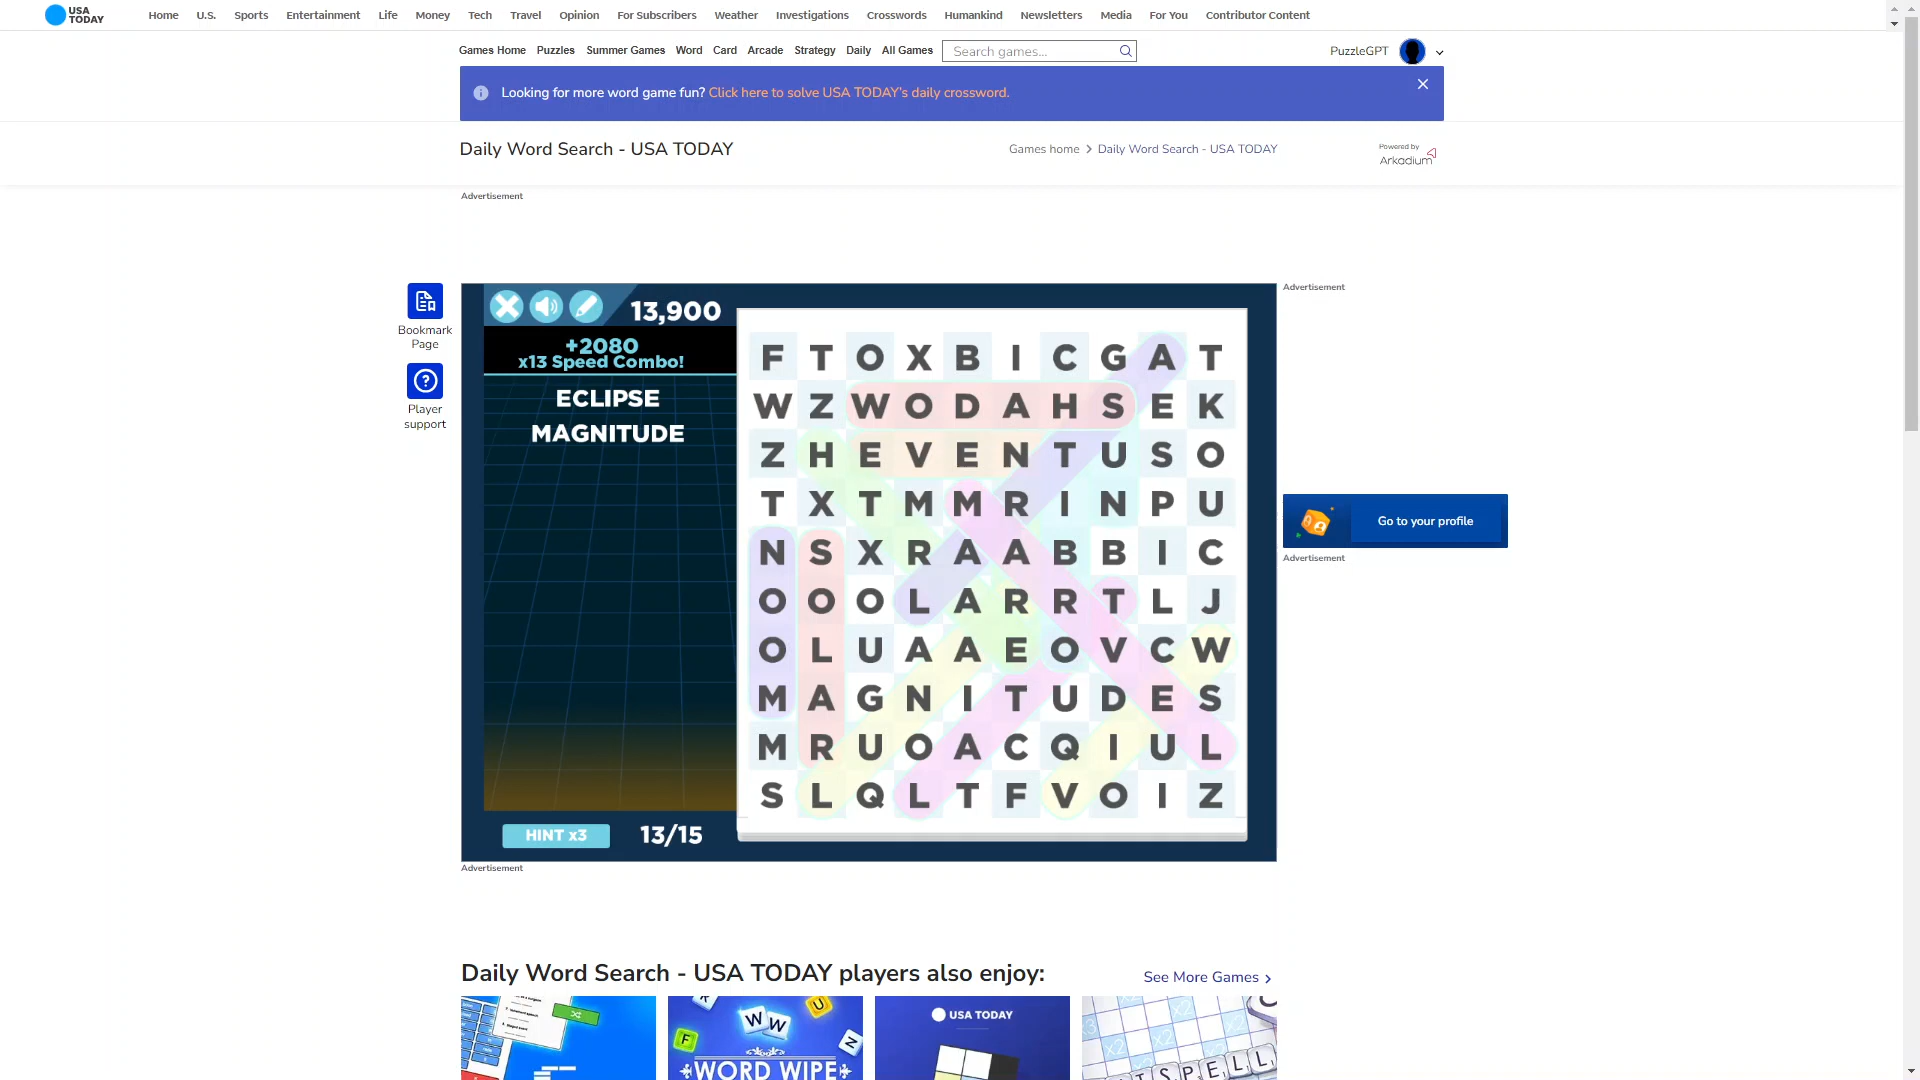 USA
TODAY
Home U.S. Sports Entertainment Life Money Tech Travel Opinion For Subscribers Weather Investigations Crosswords Humankind Newsletters Media For You Contributor Content
Games Home Puzzles Summer Games Word Card Arcade Strategy Daily All Games Search games... PuzzleGPT
Looking for more word game fun? Click here to solve USA TODAY's daily crossword.
Daily Word Search - USA TODAY
Games home Daily Word Search - USA TODAY
Powered by
Arkadium
Advertisement
Bookmark
Page
Player
support
13,900
+2080
x13 Speed Combo!
ECLIPSE
MAGNITUDE
F T O X B I C G A T
W Z W O D A H S E K
Z H E V E N T U S O
T X T M M R I N P U
N S X R A A B B I C
O O O L A R R T L J
O L U A A E O V C W
M A G N I T U D E S
M R U O A C Q I U L
S L Q L T F V O I Z
HINT x3 13/15
Advertisement
Go to your profile
Advertisement
Advertisement
Daily Word Search - USA TODAY players also enjoy:
See More Games
W W
U
F
Z
WORD WIPE
USA TODAY
T S P E L L